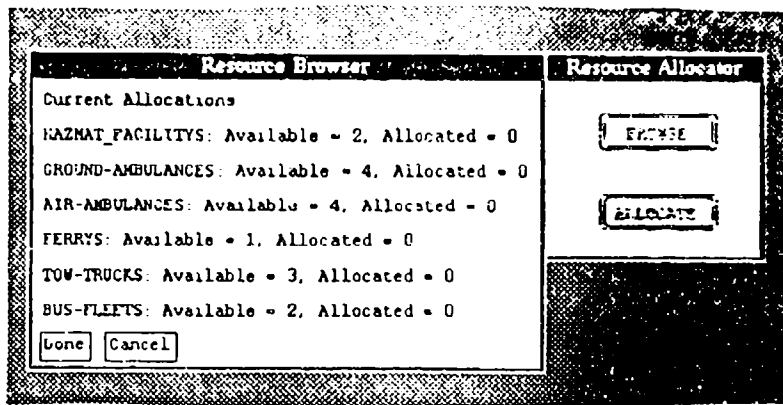 Resource Browser
Current Allocations
HAZMAT_FACILITYS: Available = 2, Allocated = 0
GROUND-AMBULANCES: Available = 4, Allocated = 0
AIR-AMBULANCES: Available = 4, Allocated = 0
FERRYS: Available = 1, Allocated = 0
TOW-TRUCKS: Available = 3, Allocated = 0
BUS-FLEETS: Available = 2, Allocated = 0
Done Cancel
Resource Allocator
BROWSE
ALLOCATE